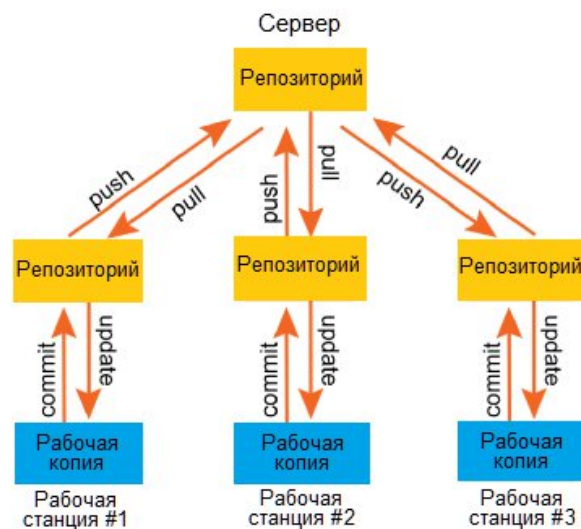 Сервер
Репозиторий
push
pull
push
pull
push
pull
Репозиторий
Репозиторий
Репозиторий
commit
update
commit
update
commit
update
Рабочая
копия
Рабочая
копия
Рабочая
копия
Рабочая
станция #1
Рабочая
станция #2
Рабочая
станция #3